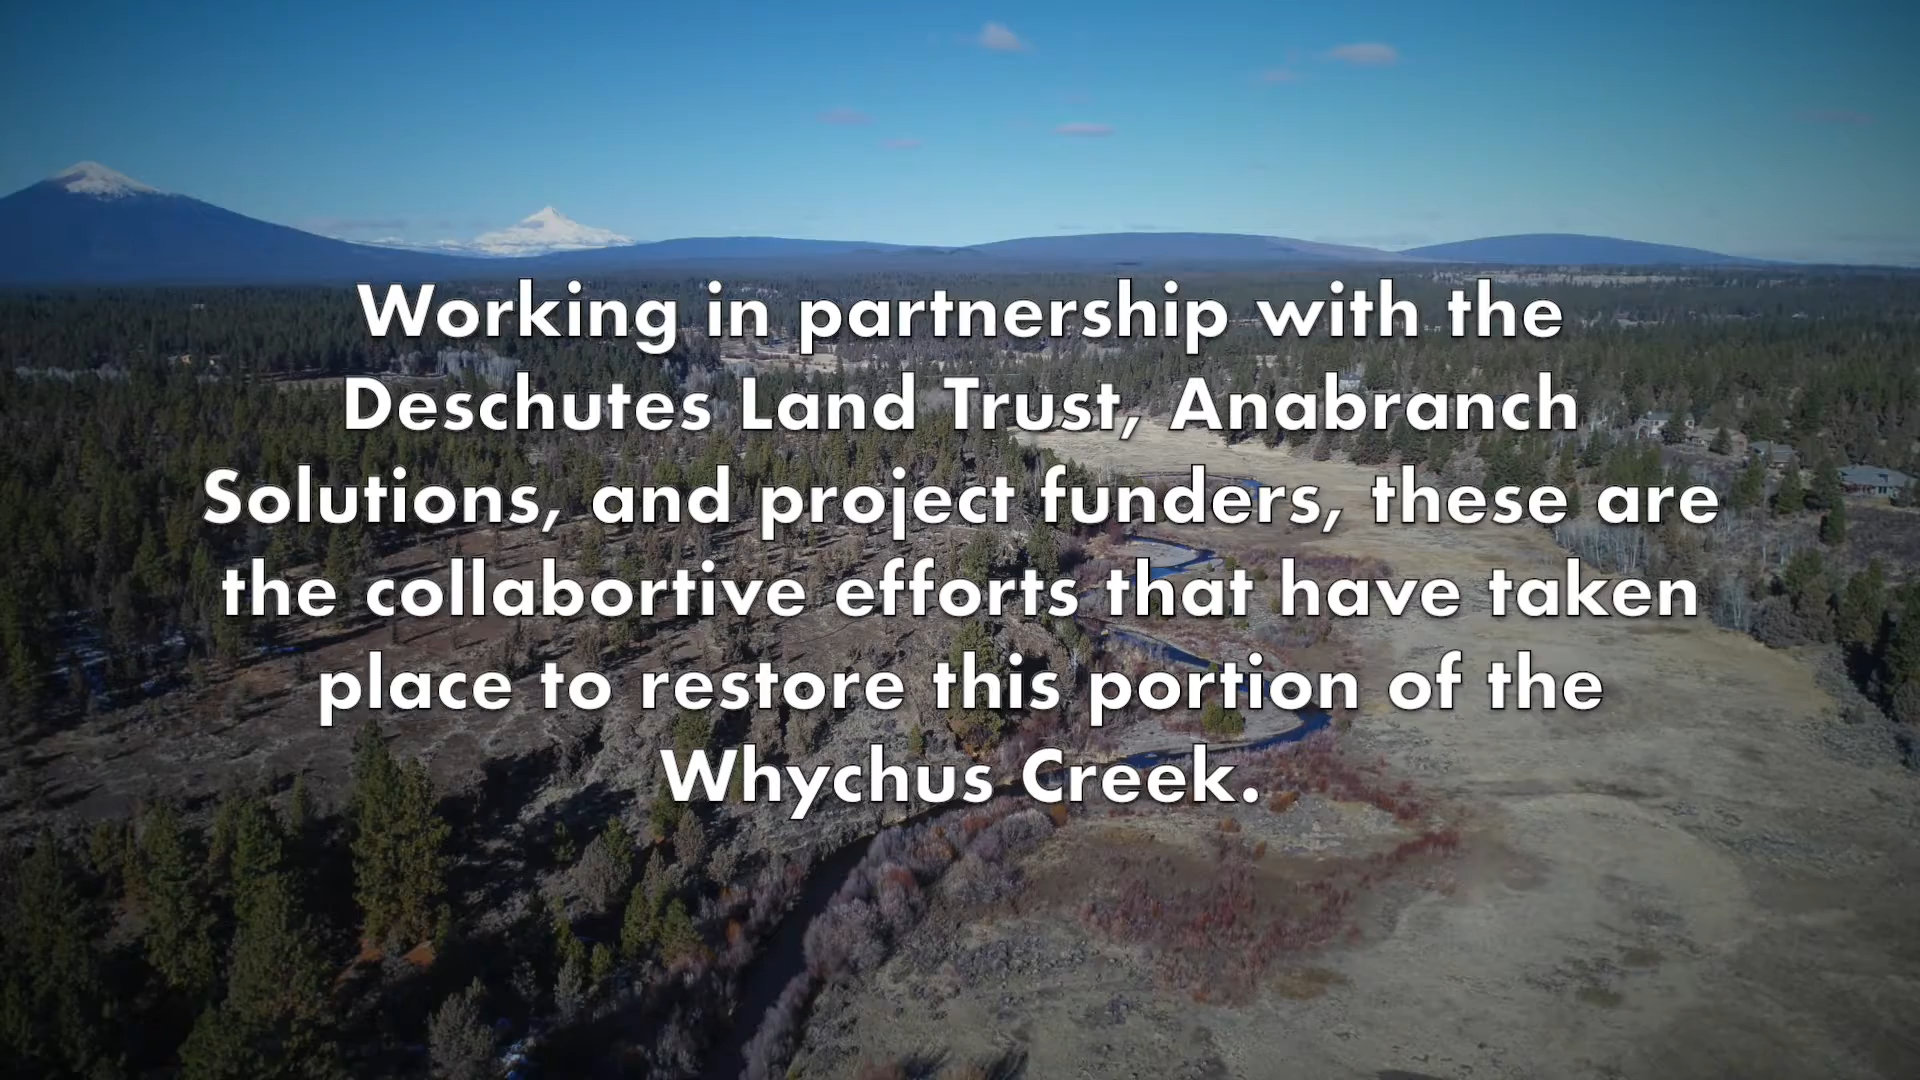 Working in partnership with the
Deschutes Land Trust, Anabranch
Solutions, and project funders, these are
the collabortive efforts that have taken
place to restore this portion of the
Whychus Creek.